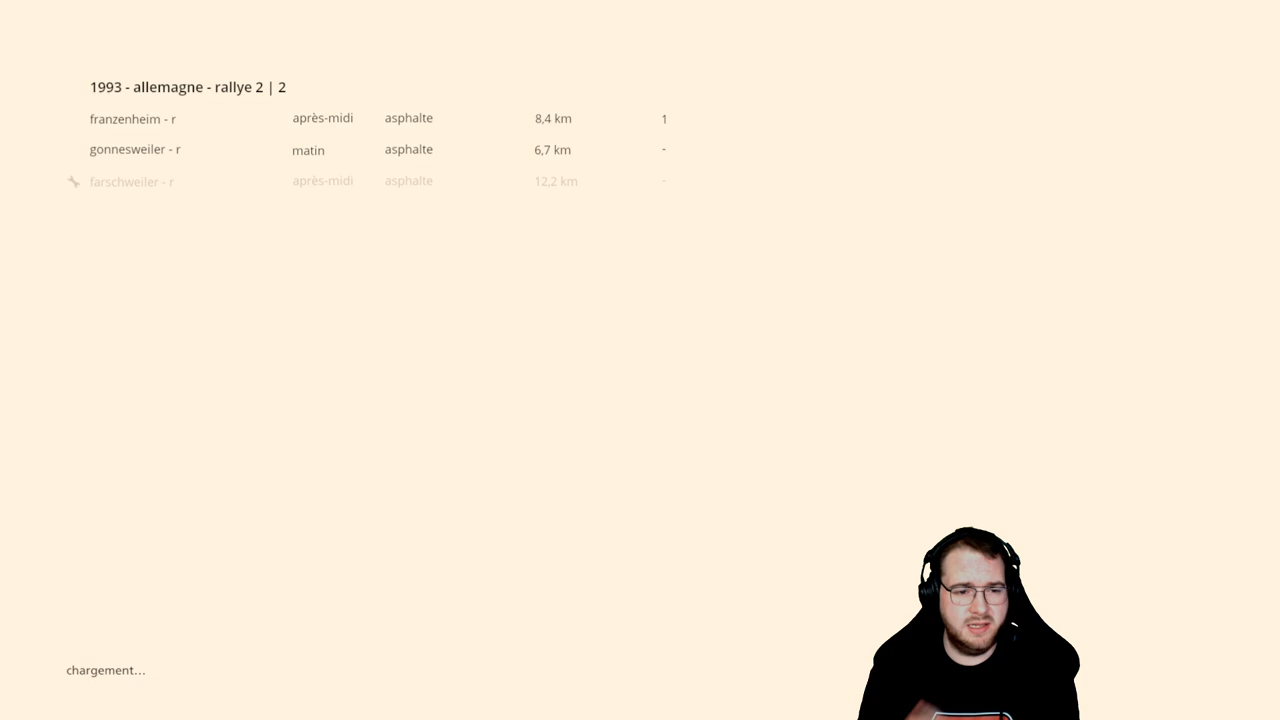 1993 - allemagne - rallye 2 | 2
franzenheim - r après-midi asphalte 8,4 km 1
gonnesweiler - r matin asphalte 6,7 km -
farschweiler - r après-midi asphalte 12,2 km -
chargement...